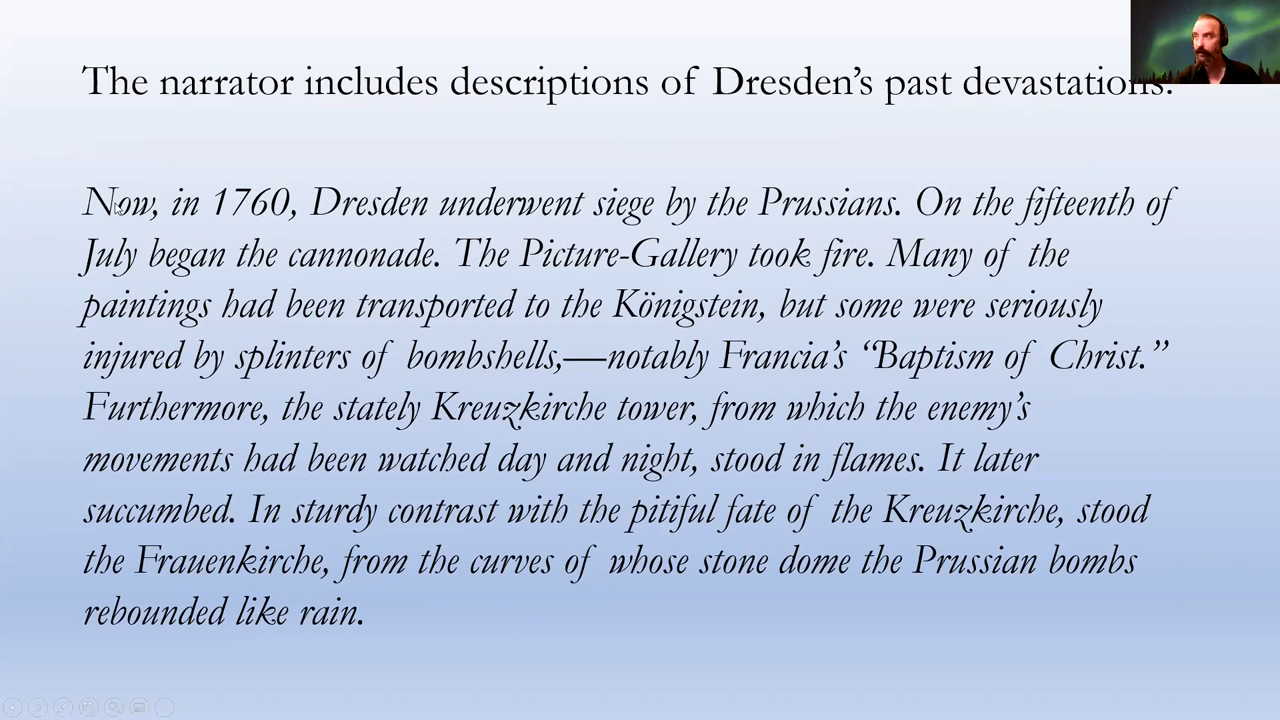 The narrator includes descriptions of Dresden's past devastations.
Now, in 1760, Dresden underwent siege by the Prussians. On the fifteenth of
July began the cannonade. The Picture-Gallery took fire. Many of the
paintings had been transported to the Königstein, but some were seriously
injured by splinters of bombshells,—notably Francia's “Baptism of Christ.”
Furthermore, the stately Kreuzkirche tower, from which the enemy's
movements had been watched day and night, stood in flames. It later
succumbed. In sturdy contrast with the pitiful fate of the Kreuzkirche, stood
the Frauenkirche, from the curves of whose stone dome the Prussian bombs
rebounded like rain.